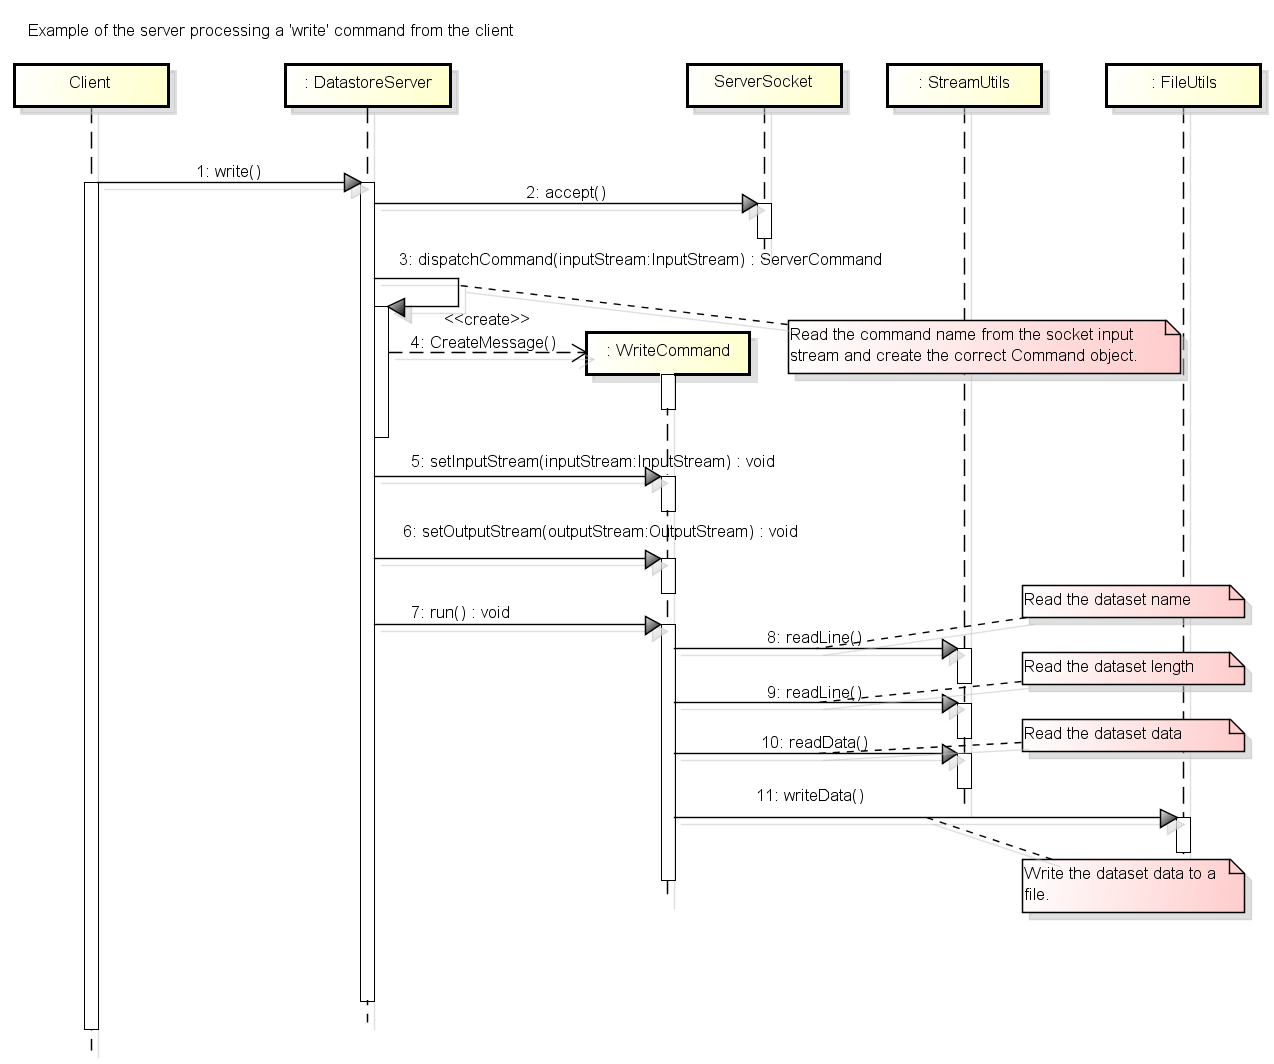 Example of the server processing a 'write' command from the client
Client
: DatastoreServer
ServerSocket
: StreamUtils
: FileUtils
1: write()
2: accept()
3: dispatchCommand(inputStream:InputStream) : ServerCommand
<<create>>
4: CreateMessage()
: WriteCommand
Read the command name from the socket input
stream and create the correct Command object.
5: setInputStream(inputStream:InputStream) : void
6: setOutputStream(outputStream:OutputStream) : void
7: run() : void
Read the dataset name
8: readLine()
Read the dataset length
9: readLine()
Read the dataset data
10: readData()
11: writeData()
Write the dataset data to a
file.